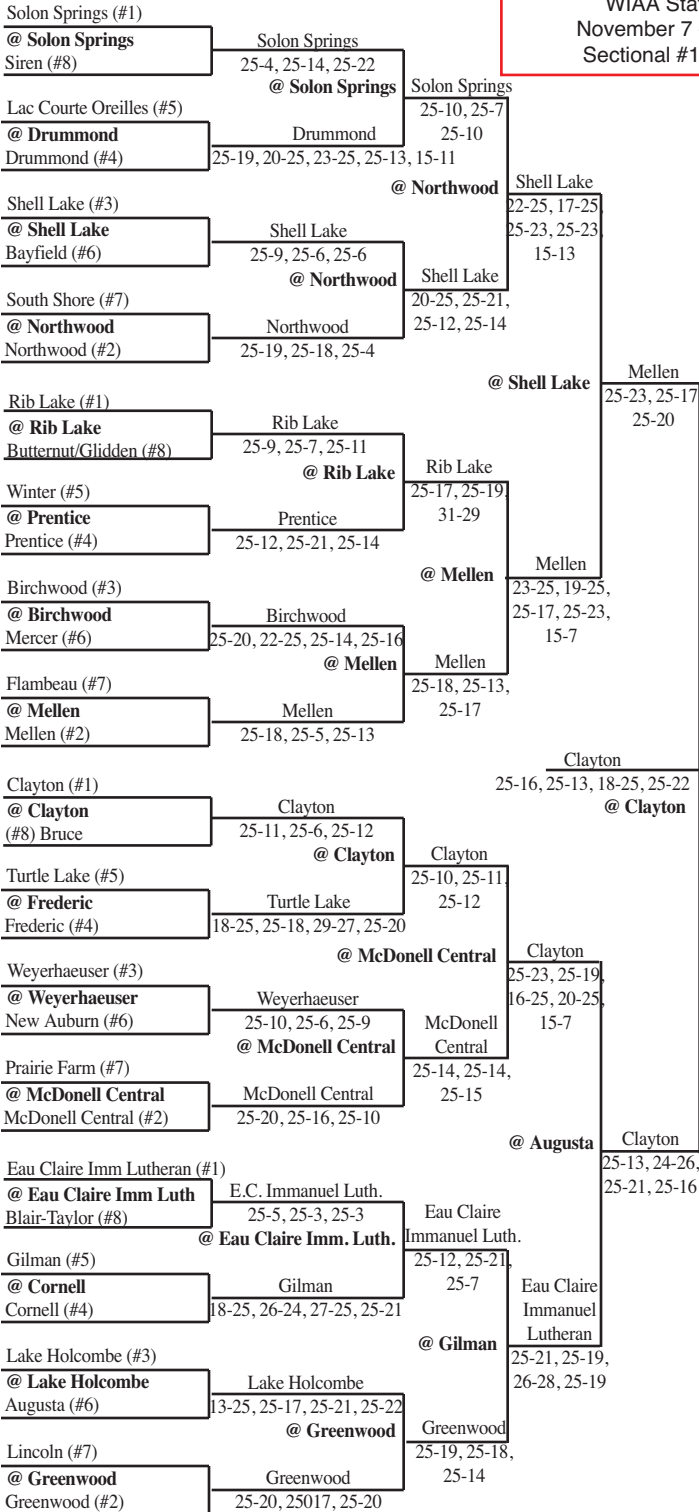 WIAA Sta
November 7
Sectional #1
Solon Springs (#1)
@ Solon Springs
Siren (#8)
Solon Springs
25-4, 25-14, 25-22
@ Solon Springs
Lac Courte Oreilles (#5)
@ Drummond
Drummond (#4)
Drummond
25-19, 20-25, 23-25, 25-13, 15-11
Solon Springs
25-10, 25-7
25-10
@ Northwood
Shell Lake (#3)
@ Shell Lake
Bayfield (#6)
Shell Lake
25-9, 25-6, 25-6
@ Northwood
South Shore (#7)
@ Northwood
Northwood (#2)
Northwood
25-19, 25-18, 25-4
Shell Lake
20-25, 25-21,
25-12, 25-14
Shell Lake
22-25, 17-25,
25-23, 25-23,
15-13
@ Shell Lake
Rib Lake (#1)
@ Rib Lake
Butternut/Glidden (#8)
Rib Lake
25-9, 25-7, 25-11
@ Rib Lake
Winter (#5)
@ Prentice
Prentice (#4)
Prentice
25-12, 25-21, 25-14
Rib Lake
25-17, 25-19,
31-29
@ Mellen
Birchwood (#3)
@ Birchwood
Mercer (#6)
Birchwood
25-20, 22-25, 25-14, 25-16
@ Mellen
Flambeau (#7)
@ Mellen
Mellen (#2)
Mellen
25-18, 25-5, 25-13
Mellen
25-18, 25-13,
25-17
Mellen
23-25, 19-25,
25-17, 25-23,
15-7
Mellen
25-23, 25-17
25-20
Clayton
25-16, 25-13, 18-25, 25-22
@ Clayton
Clayton (#1)
@ Clayton
(#8) Bruce
Clayton
25-11, 25-6, 25-12
@ Clayton
Turtle Lake (#5)
@ Frederic
Frederic (#4)
Turtle Lake
18-25, 25-18, 29-27, 25-20
Clayton
25-10, 25-11,
25-12
@ McDonell Central
Weyerhaeuser (#3)
@ Weyerhaeuser
New Auburn (#6)
Weyerhaeuser
25-10, 25-6, 25-9
@ McDonell Central
Prairie Farm (#7)
@ McDonell Central
McDonell Central (#2)
McDonell Central
25-20, 25-16, 25-10
McDonell
Central
25-14, 25-14,
25-15
Clayton
25-23, 25-19,
16-25, 20-25,
15-7
@ Augusta
Clayton
25-13, 24-26,
25-21, 25-16
Eau Claire Imm Lutheran (#1)
@ Eau Claire Imm Luth
Blair-Taylor (#8)
E.C. Immanuel Luth.
25-5, 25-3, 25-3
@ Eau Claire Imm. Luth.
Gilman (#5)
@ Cornell
Cornell (#4)
Gilman
18-25, 26-24, 27-25, 25-21
Eau Claire
Immanuel Luth.
25-12, 25-21,
25-7
@ Gilman
Lake Holcombe (#3)
@ Lake Holcombe
Augusta (#6)
Lake Holcombe
13-25, 25-17, 25-21, 25-22
@ Greenwood
Lincoln (#7)
@ Greenwood
Greenwood (#2)
Greenwood
25-20, 25017, 25-20
Greenwood
25-19, 25-18,
25-14
Eau Claire
Immanuel
Lutheran
25-21, 25-19,
26-28, 25-19